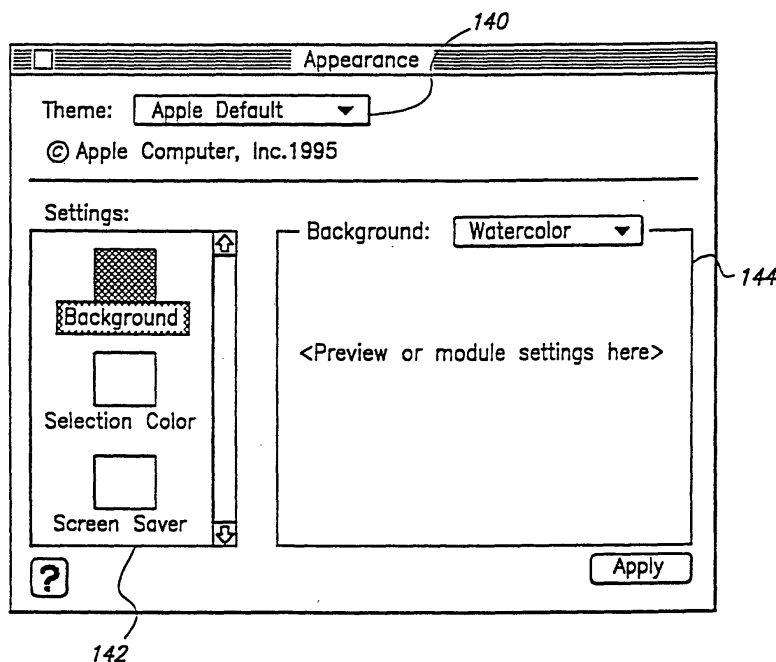 140
Appearance
Theme: Apple Default
© Apple Computer, Inc.1995
Settings:
Background
Selection Color
Screen Saver
Background: Watercolor
144
<Preview or module settings here>
?
Apply
142